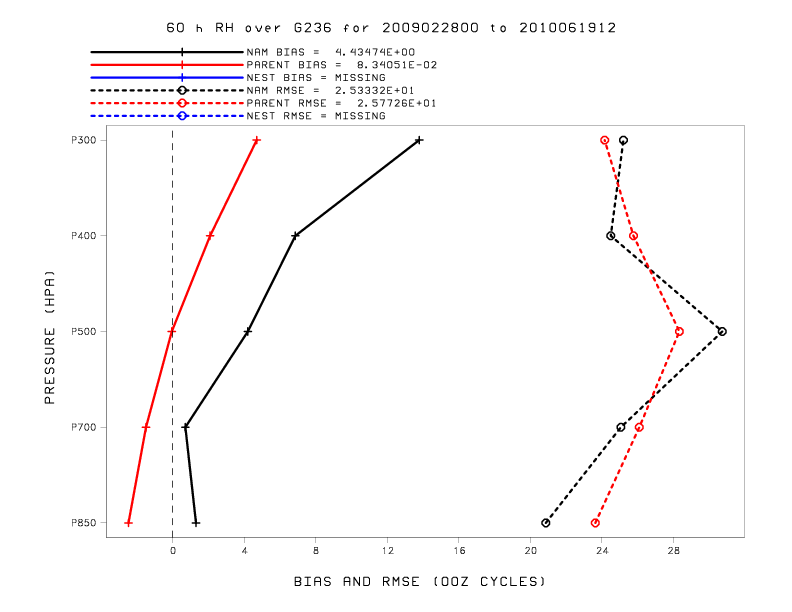 60 h RH over G236 for 2009022800 to 2010061912
NAM BIAS = 4.43474E+00
PARENT BIAS = 8.34051E-02
NEST BIAS = MISSING
NAM RMSE = 2.53332E+01
PARENT RMSE = 2.57726E+01
NEST RMSE = MISSING
P300
P400
P500
P700
P850
PRESSURE (HPA)
0 4 8 12 16 20 24 28
BIAS AND RMSE (00Z CYCLES)